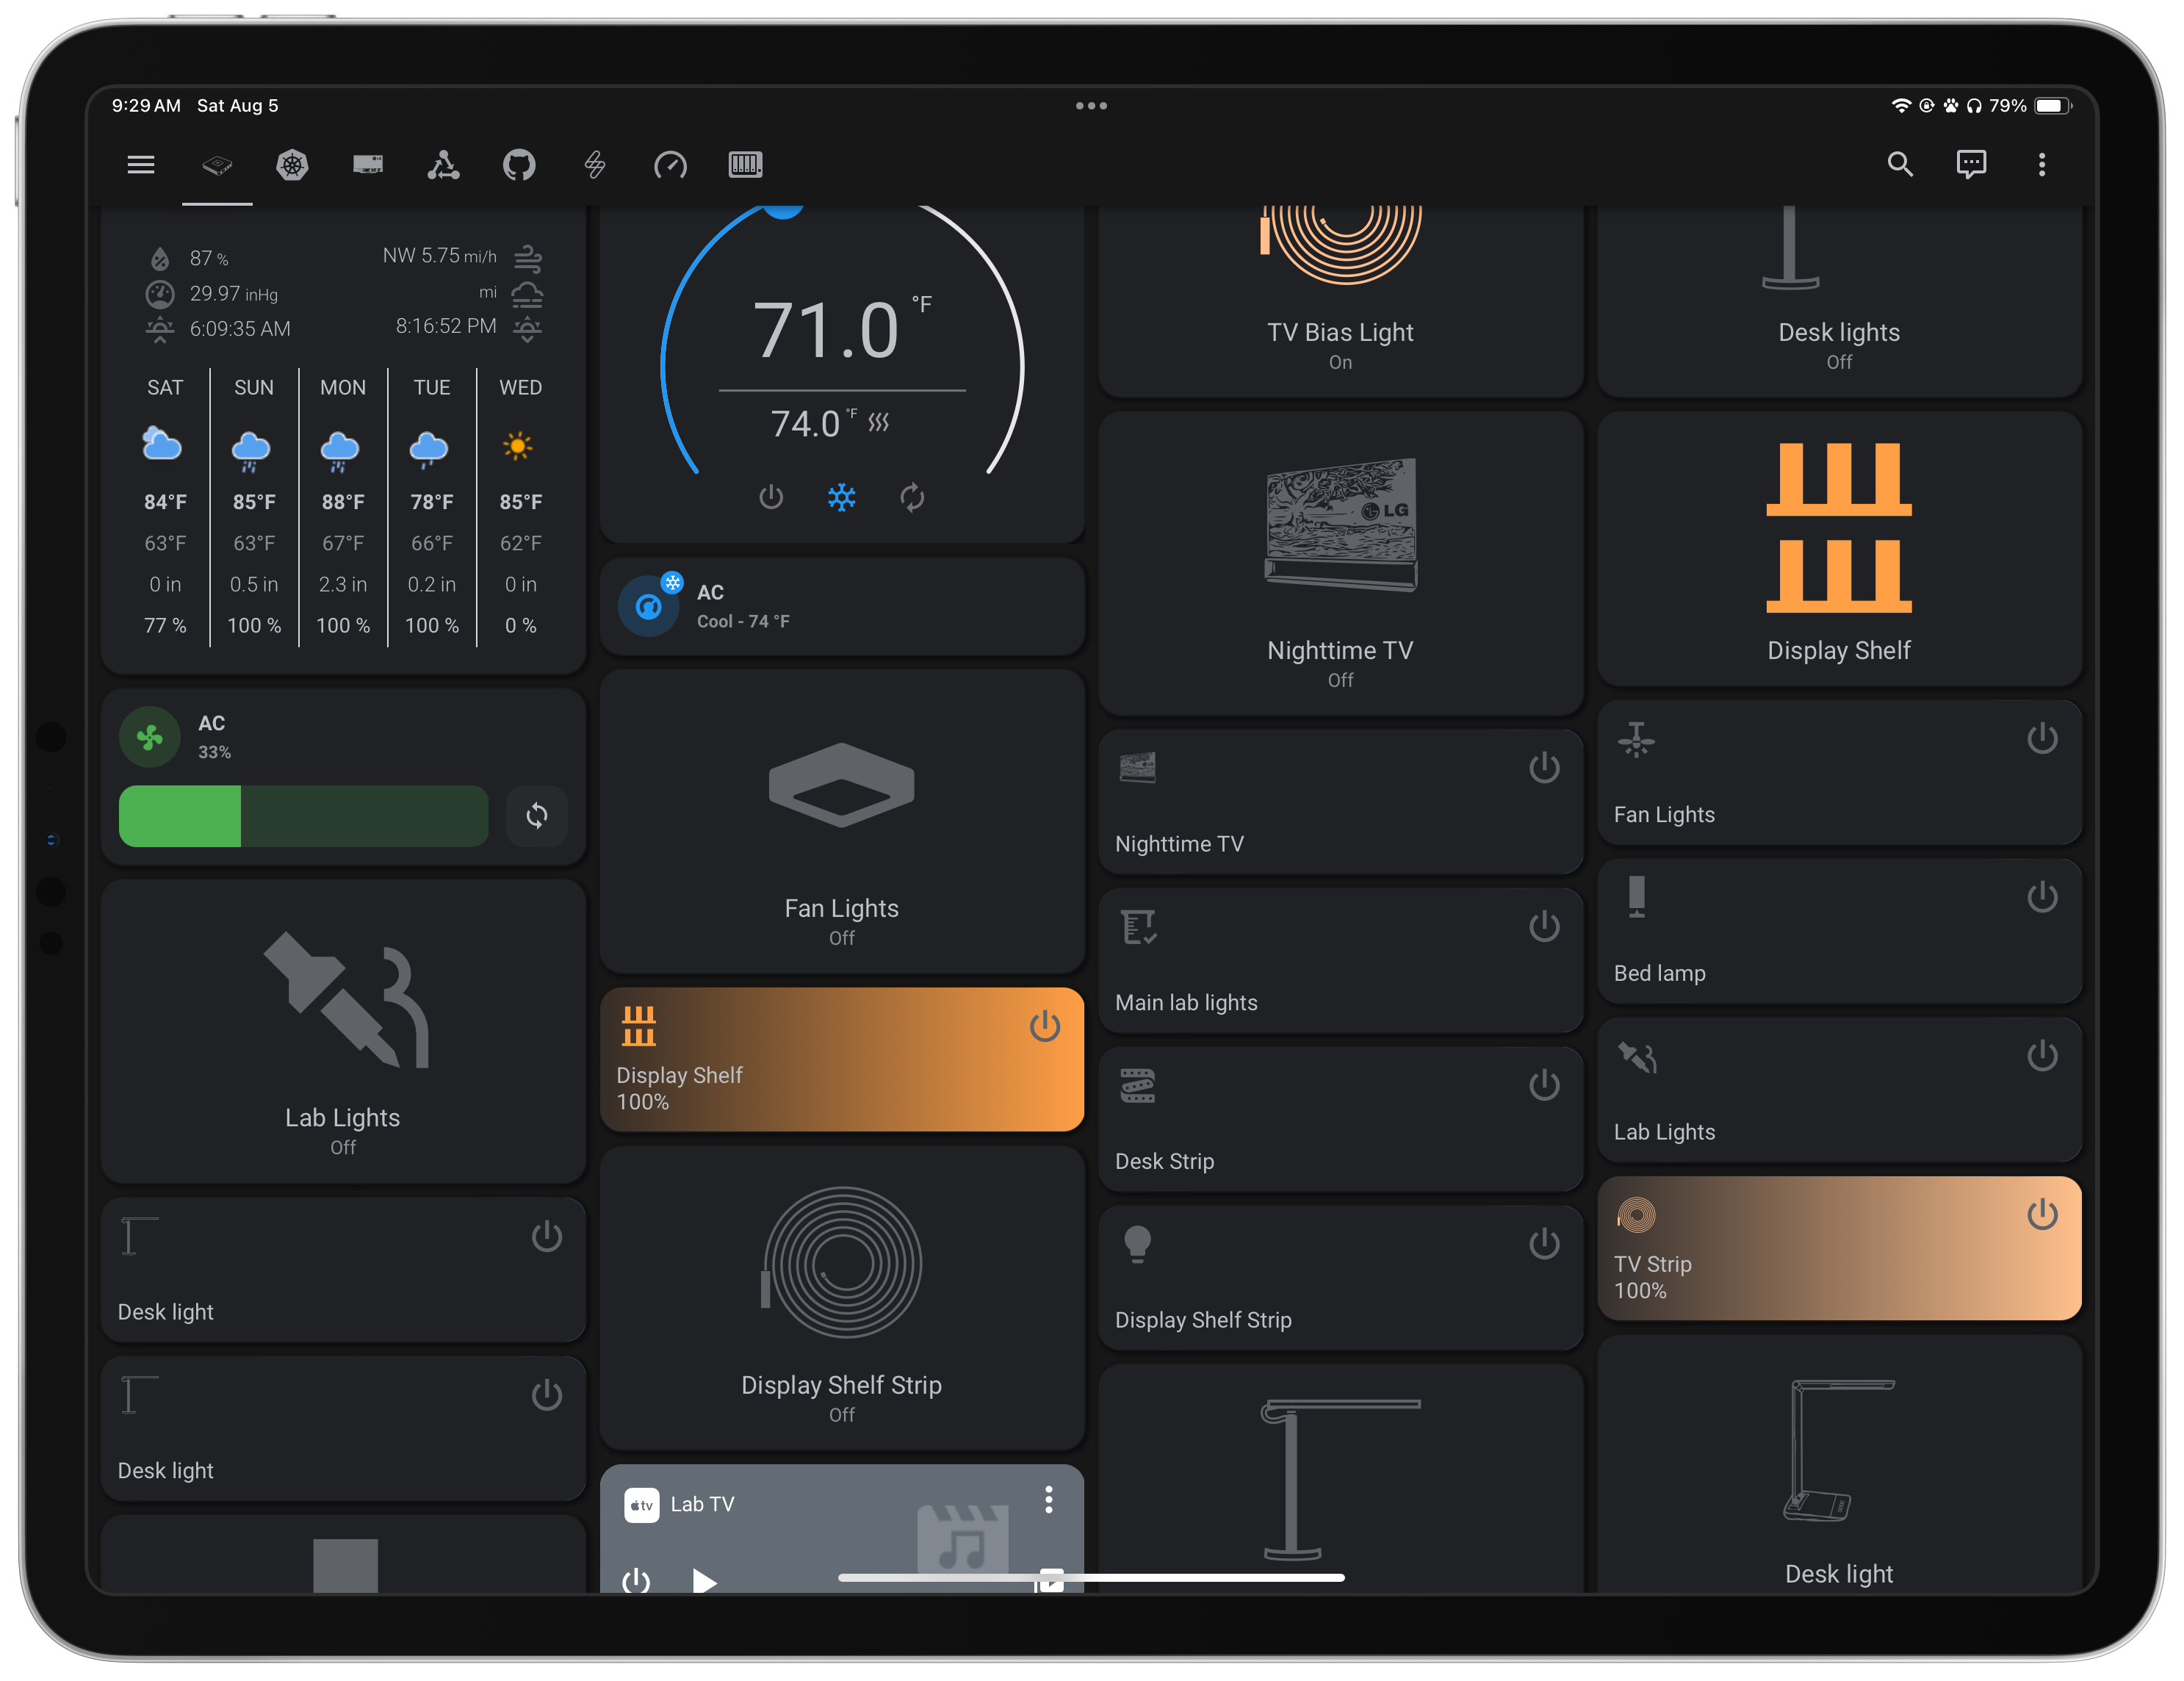 9:29 AM Sat Aug 5
79%
87 %
NW 5.75 mi/h
29.97 inHg
mi
6:09:35 AM
8:16:52 PM
SAT SUN MON TUE WED
84°F 85°F 88°F 78°F 85°F
63°F 63°F 67°F 66°F 62°F
0 in 0.5 in 2.3 in 0.2 in 0 in
77 % 100 % 100 % 100 % 0 %
AC
33%
Lab Lights
Off
Desk light
Desk light
71.0 °F
74.0 °F
AC
Cool - 74 °F
Fan Lights
Off
Display Shelf
100%
Display Shelf Strip
Off
tv
Lab TV
TV Bias Light
On
LG
Nighttime TV
Off
Nighttime TV
Main lab lights
Desk Strip
Display Shelf Strip
Desk lights
Off
Display Shelf
Fan Lights
Bed lamp
Lab Lights
TV Strip
100%
Desk light